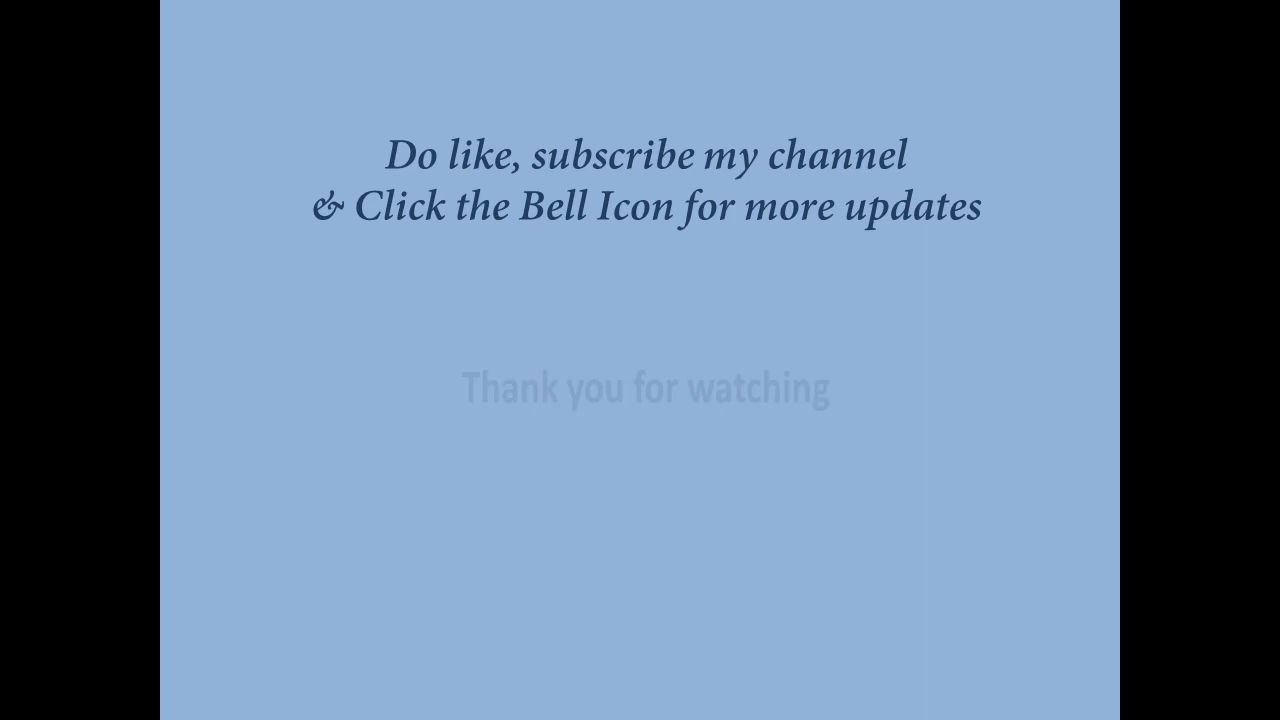 Do like, subscribe my channel
& Click the Bell Icon for more updates
Thank you for watching